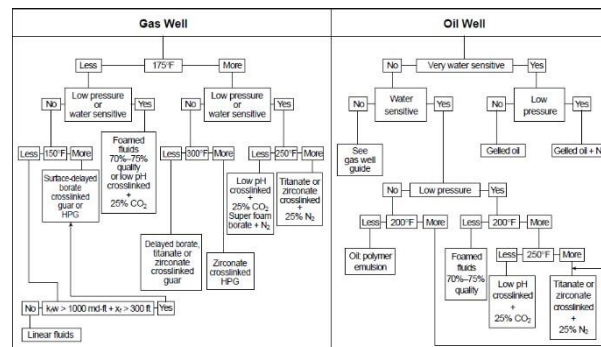 Gas Well
Less
175°F
More
Low pressure
or
water sensitive
No
Yes
Less
150°F
More
Surface-delayed
borate
crosslinked
guar or
HPG
Foamed
fluids
70%–75%
quality
or low pH
crosslinked
+
25% CO2
Low pressure
or
water sensitive
No
Yes
Less
300°F
More
Less
250°F
More
Delayed borate,
titanate or
zirconate
crosslinked
guar
Zirconate
crosslinked
HPG
Low pH
crosslinked
+ 25% CO2
Super foam
borate + N2
Titanate or
zirconate
crosslinked
+ 25% N2
No
> 1000 md-ft + xf > 300 ft
Yes
Linear fluids
Oil Well
No
Very water sensitive
Yes
Water
sensitive
No
Yes
See
gas well
guide
Low
pressure
No
Yes
Gelled oil
Gelled oil + N
No
Low pressure
Yes
Less
200°F
More
Oil: polymer
emulsion
Less
200°F
More
Foamed
fluids
70%–75%
quality
Less
250°F
More
Low pH
crosslinked
+
25% CO2
Titanate or
zirconate
crosslinked
+
25% N2